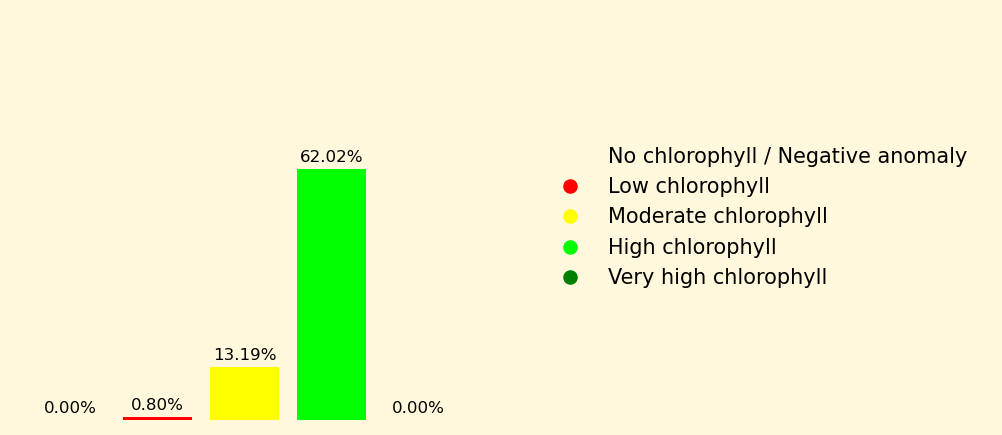 62.02%
13.19%
0.80%
0.00%
0.00%
No chlorophyll / Negative anomaly
Low chlorophyll
Moderate chlorophyll
High chlorophyll
Very high chlorophyll